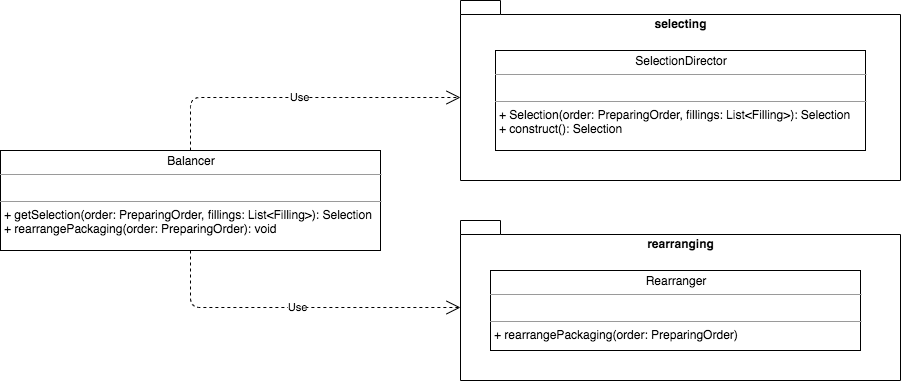 selecting
SelectionDirector
+ Selection(order: PreparingOrder, fillings: List<Filling>): Selection
+ construct(): Selection
Use
Balancer
+ getSelection(order: PreparingOrder, fillings: List<Filling>): Selection
+ rearrangePackaging(order: PreparingOrder): void
rearranging
Rearranger
Use
+ rearrangePackaging(order: PreparingOrder)